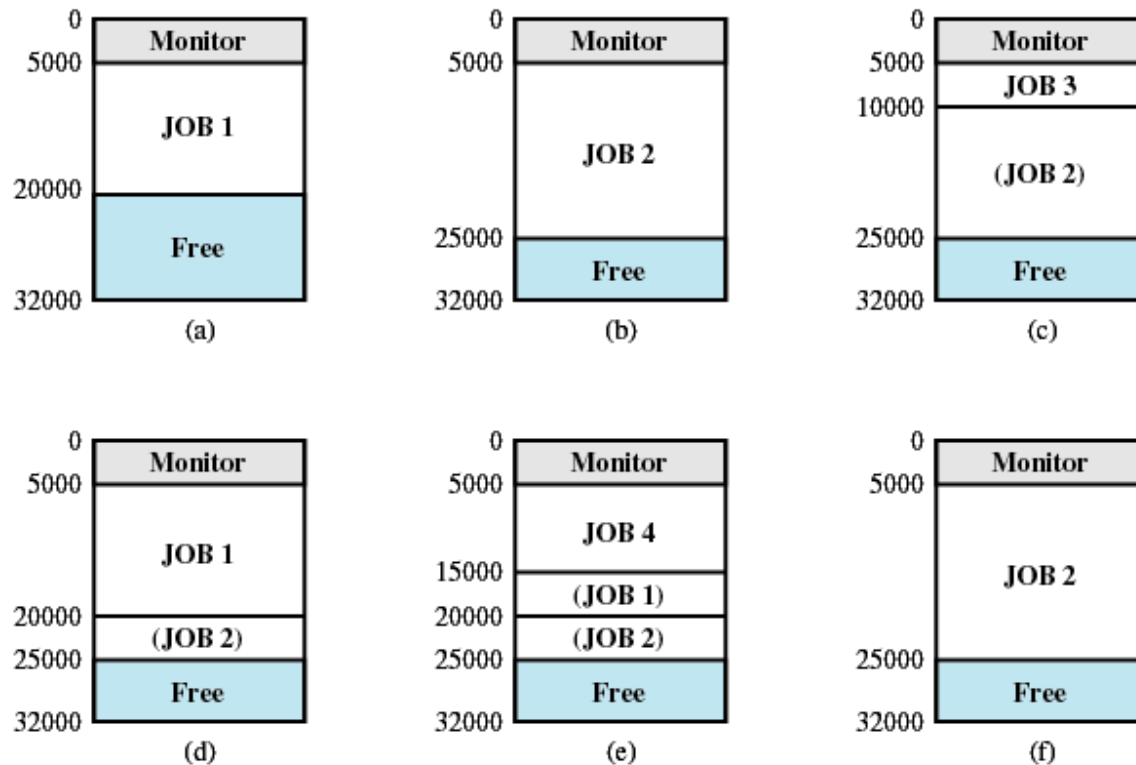 0
Monitor
5000
JOB 1
20000
Free
32000
(a)
0
Monitor
5000
JOB 2
25000
Free
32000
(b)
0
Monitor
5000
JOB 3
10000
(JOB 2)
25000
Free
32000
(c)
0
Monitor
5000
JOB 1
20000
(JOB 2)
25000
Free
32000
(d)
0
Monitor
5000
JOB 4
15000
(JOB 1)
20000
(JOB 2)
25000
Free
32000
(e)
0
Monitor
5000
JOB 2
25000
Free
32000
(f)